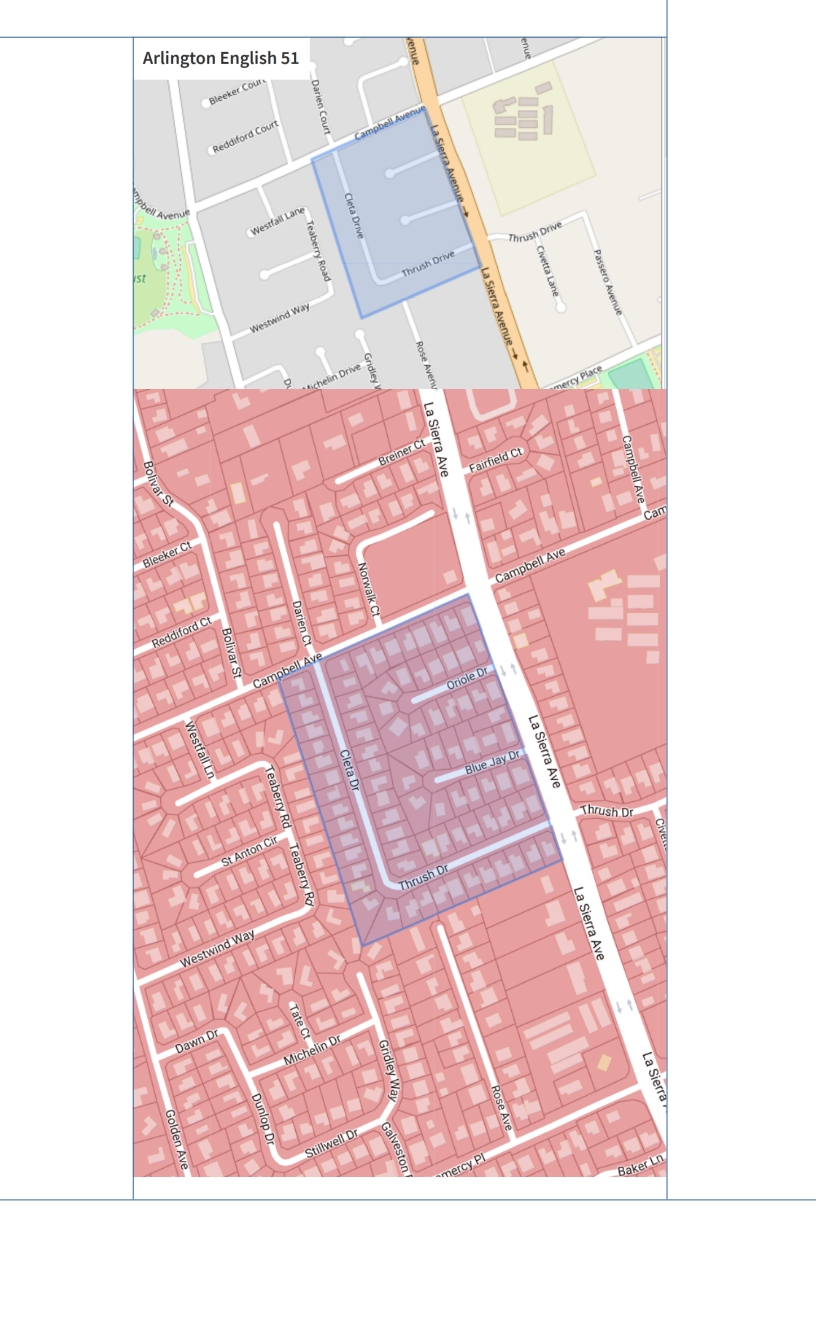 Arlington English 51
venue
enue
Bleeker Court
Darien Court
Reddiford Court
Campbell Avenue
La Sierra Avenue
Cleta Drive
mpbell Avenue
Westfall Lane
Teaberry Road
Thrush Drive
Thrush Drive
Civetta Lane
Passero Avenue
ust
La Sierra Avenue
Westwind Way
Rose Avenu
Michelin Drive
Gridley W
Du
mercy Place
La Sierra Ave
Breiner Ct
Fairfield Ct
Campbell Ave
Bolivar St
Cam
Bleeker Ct
Campbell Ave
Norwalk Ct
Darien Ct
Reddiford Ct
Bolivar St
Campbell Ave
Oriole Dr
Westfall Ln
La Sierra Ave
Cleta Dr
Blue Jay Dr
Teaberry Rd
Thrush Dr
Civett
St Anton Cir
Teaberry Rd
Thrush Dr
La Sierra Ave
Westwind Way
Tate Ct
Dawn Dr
Michelin Dr
Gridley Way
La Sierra A
Rose Ave
Dunlop Dr
Golden Ave
Stillwell Dr
Galveston
mercy Pl
Baker Ln